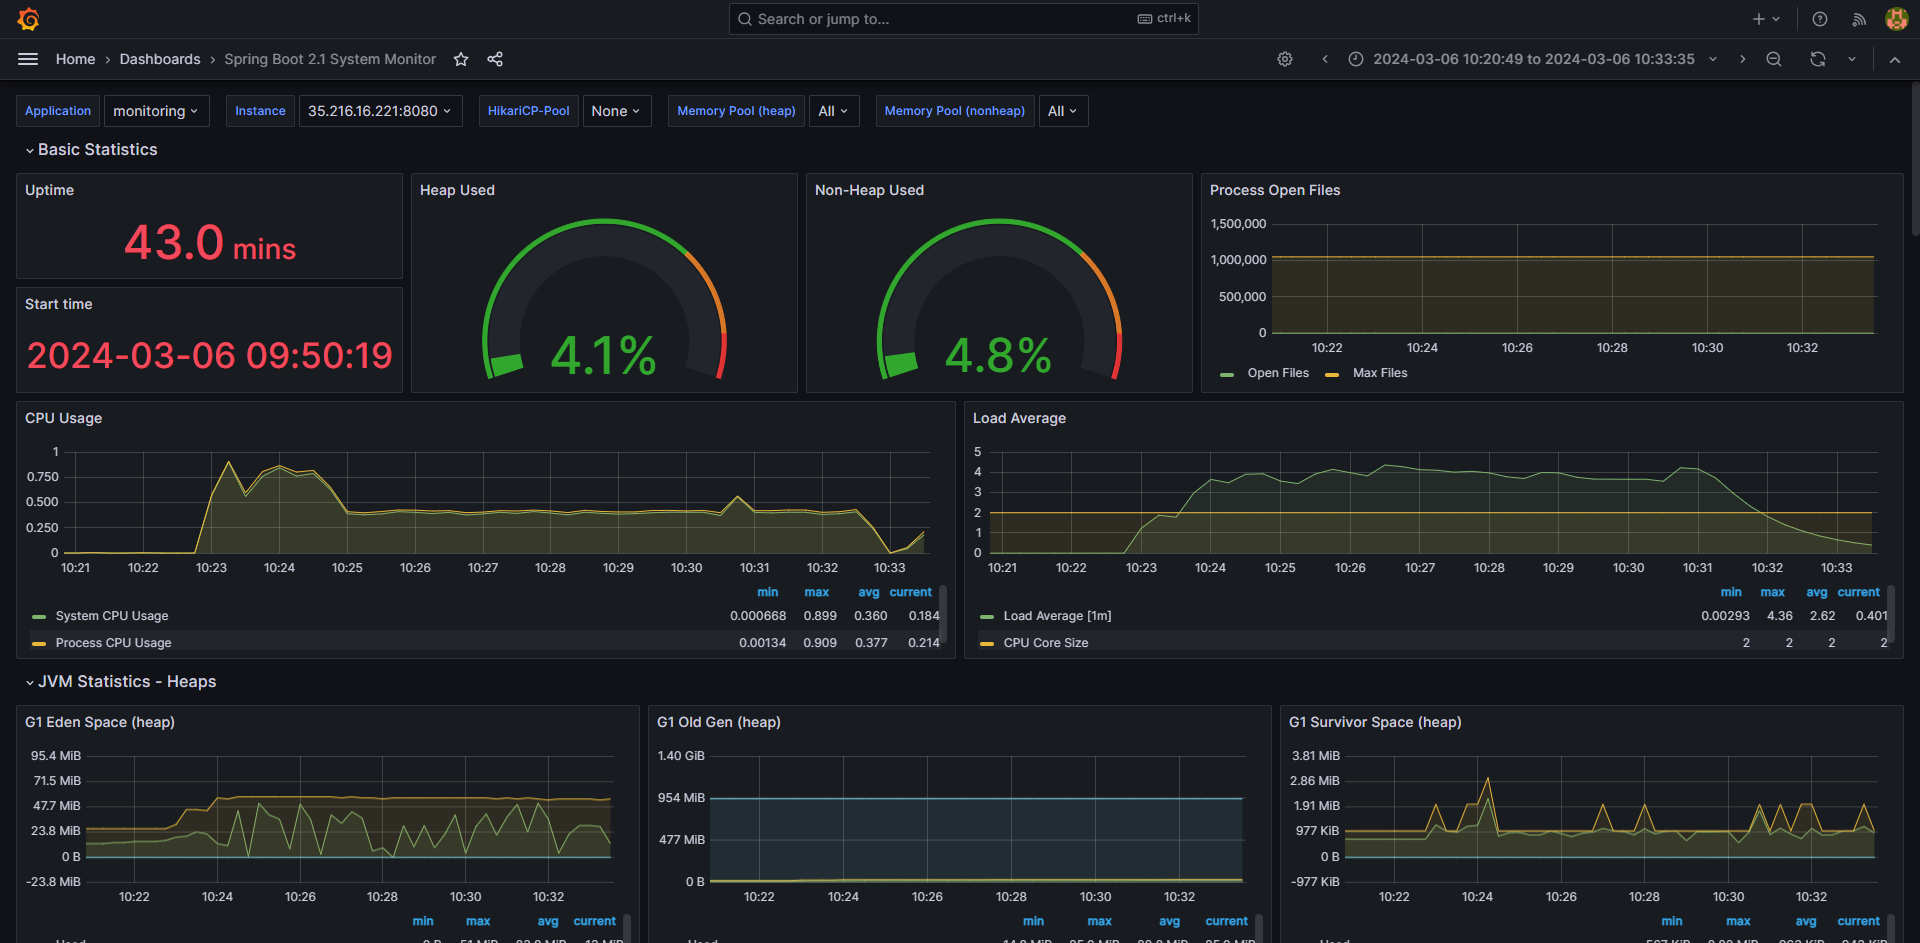 Search or jump to...
ctrl+k
Home › Dashboards › Spring Boot 2.1 System Monitor
2024-03-06 10:20:49 to 2024-03-06 10:33:35
Application monitoring Instance 35.216.16.221:8080 HikariCP-Pool None Memory Pool (heap) All Memory Pool (nonheap) All
Basic Statistics
Uptime
43.0 mins
Start time
2024-03-06 09:50:19
Heap Used
4.1%
Non-Heap Used
4.8%
Process Open Files
1,500,000
1,000,000
500,000
0
10:22 10:24 10:26 10:28 10:30 10:32
Open Files Max Files
CPU Usage
1
0.750
0.500
0.250
0
10:21 10:22 10:23 10:24 10:25 10:26 10:27 10:28 10:29 10:30 10:31 10:32 10:33
min max avg current
System CPU Usage 0.000668 0.899 0.360 0.184
Process CPU Usage 0.00134 0.909 0.377 0.214
Load Average
5
4
3
2
1
0
10:21 10:22 10:23 10:24 10:25 10:26 10:27 10:28 10:29 10:30 10:31 10:32 10:33
min max avg current
Load Average [1m] 0.00293 4.36 2.62 0.401
CPU Core Size 2 2 2 2
JVM Statistics - Heaps
G1 Eden Space (heap)
95.4 MiB
71.5 MiB
47.7 MiB
23.8 MiB
0 B
-23.8 MiB
10:22 10:24 10:26 10:28 10:30 10:32
min max avg current
G1 Old Gen (heap)
1.40 GiB
954 MiB
477 MiB
0 B
10:22 10:24 10:26 10:28 10:30 10:32
min max avg current
G1 Survivor Space (heap)
3.81 MiB
2.86 MiB
1.91 MiB
977 KiB
0 B
-977 KiB
10:22 10:24 10:26 10:28 10:30 10:32
min max avg current